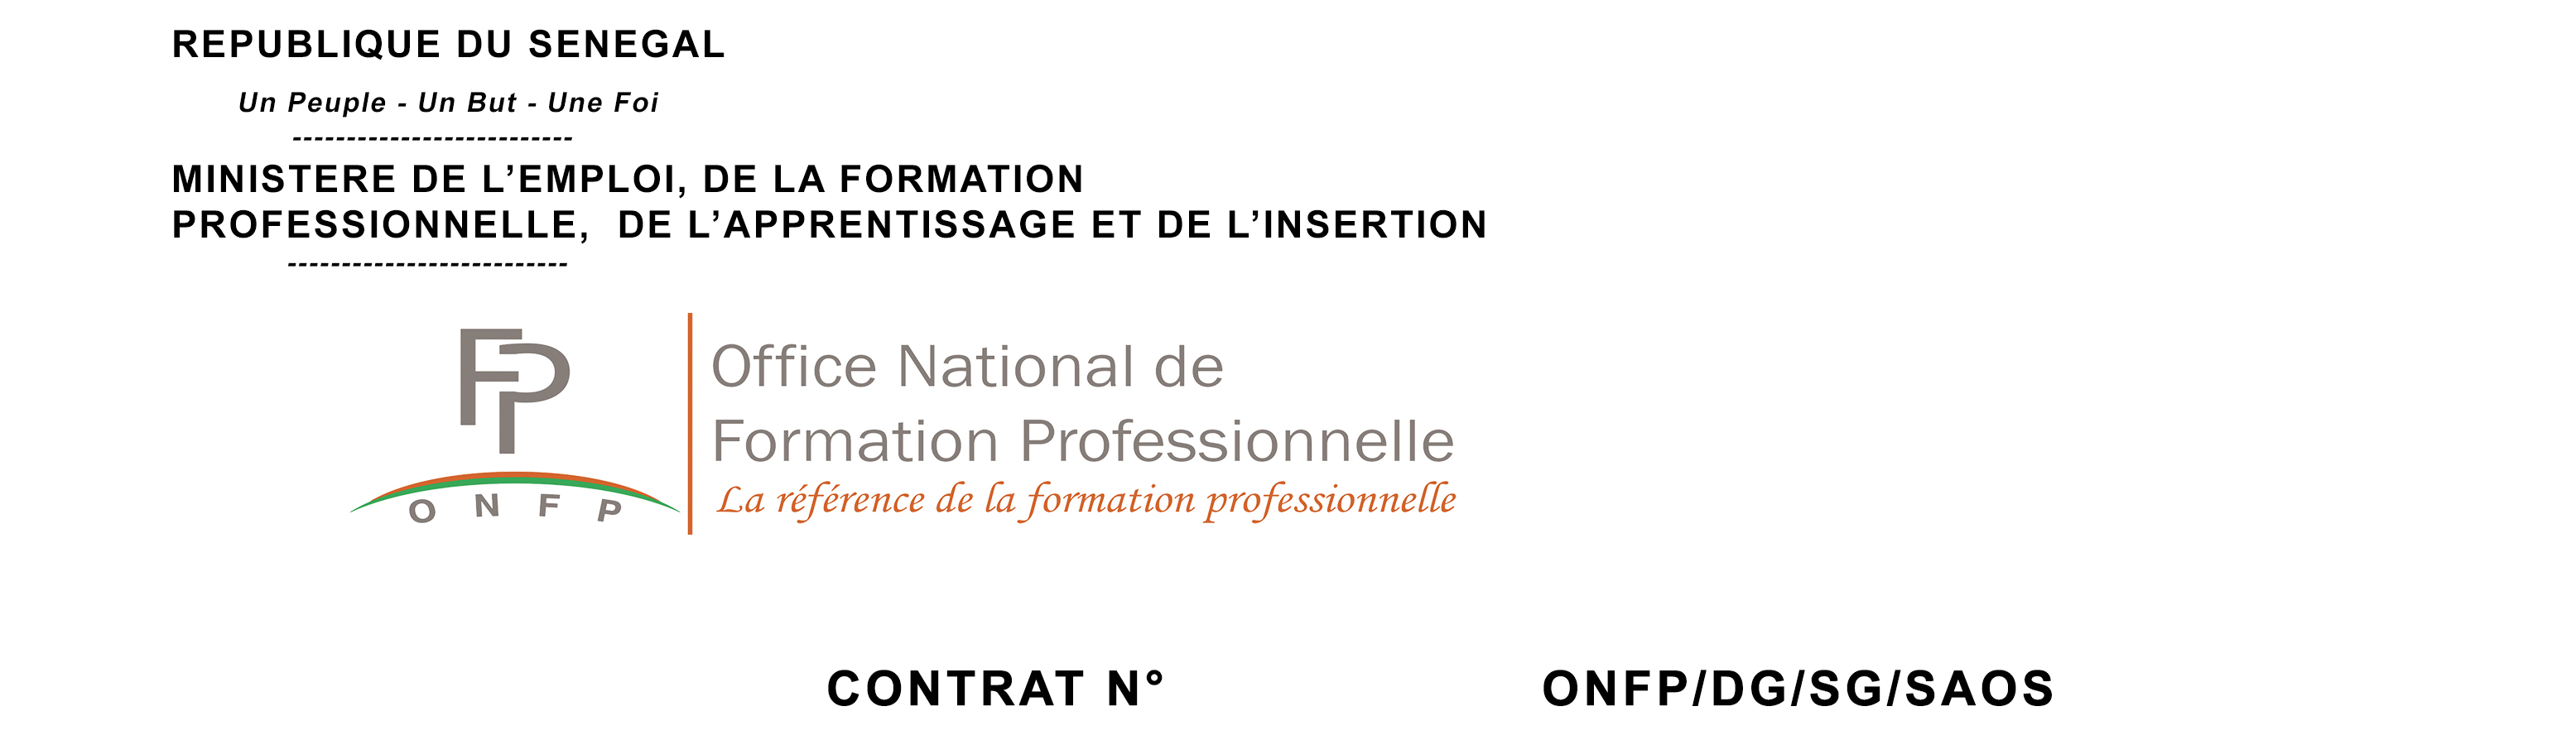 REPUBLIQUE DU SENEGAL
Un Peuple - Un But - Une Foi
--------------------------
MINISTERE DE L’EMPLOI, DE LA FORMATION
PROFESSIONNELLE, DE L’APPRENTISSAGE ET DE L’INSERTION
--------------------------
FP
O N F P
Office National de
Formation Professionnelle
La référence de la formation professionnelle
CONTRAT N° ONFP/DG/SG/SAOS